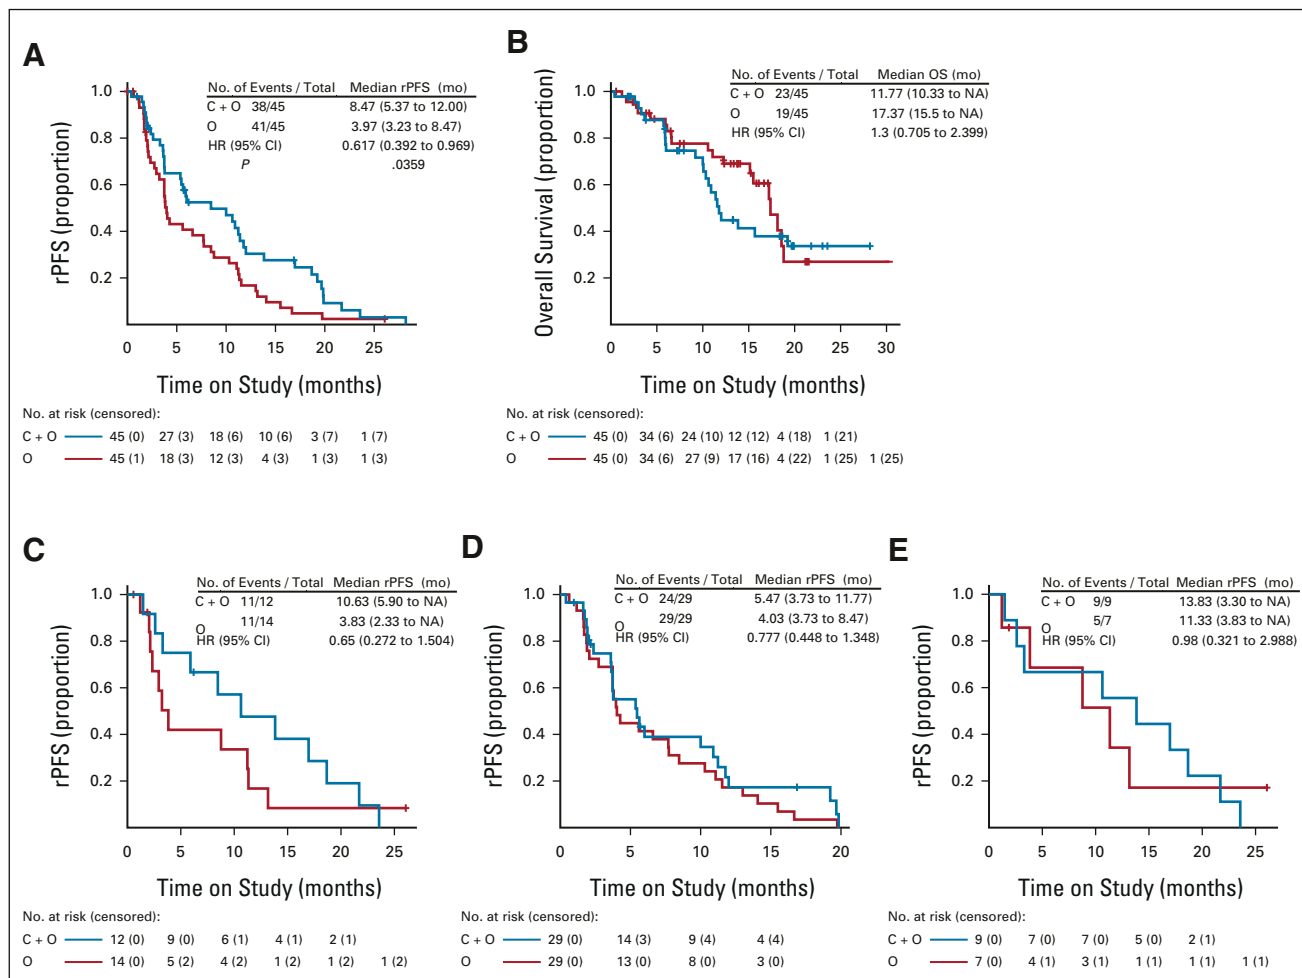 A
No. of Events / Total Median rPFS (mo)
C + O 38/45 8.47 (5.37 to 12.00)
O 41/45 3.97 (3.23 to 8.47)
HR (95% CI) 0.617 (0.392 to 0.969)
P .0359
rPFS (proportion)
1.0
0.8
0.6
0.4
0.2
0 5 10 15 20 25
Time on Study (months)
No. at risk (censored):
C + O 45 (0) 27 (3) 18 (6) 10 (6) 3 (7) 1 (7)
O 45 (1) 18 (3) 12 (3) 4 (3) 1 (3) 1 (3)
B
No. of Events / Total Median OS (mo)
C + O 23/45 11.77 (10.33 to NA)
O 19/45 17.37 (15.5 to NA)
HR (95% CI) 1.3 (0.705 to 2.399)
Overall Survival (proportion)
1.0
0.8
0.6
0.4
0.2
0 5 10 15 20 25 30
Time on Study (months)
No. at risk (censored):
C + O 45 (0) 34 (6) 24 (10) 12 (12) 4 (18) 1 (21)
O 45 (0) 34 (6) 27 (9) 17 (16) 4 (22) 1 (25) 1 (25)
C
No. of Events / Total Median rPFS (mo)
C + O 11/12 10.63 (5.90 to NA)
O 11/14 3.83 (2.33 to NA)
HR (95% CI) 0.65 (0.272 to 1.504)
rPFS (proportion)
1.0
0.8
0.6
0.4
0.2
0 5 10 15 20 25
Time on Study (months)
No. at risk (censored):
C + O 12 (0) 9 (0) 6 (1) 4 (1) 2 (1)
O 14 (0) 5 (2) 4 (2) 1 (2) 1 (2) 1 (2)
D
No. of Events / Total Median rPFS (mo)
C + O 24/29 5.47 (3.73 to 11.77)
O 29/29 4.03 (3.73 to 8.47)
HR (95% CI) 0.777 (0.448 to 1.348)
rPFS (proportion)
1.0
0.8
0.6
0.4
0.2
0 5 10 15 20
Time on Study (months)
No. at risk (censored):
C + O 29 (0) 14 (3) 9 (4) 4 (4)
O 29 (0) 13 (0) 8 (0) 3 (0)
E
No. of Events / Total Median rPFS (mo)
C + O 9/9 13.83 (3.30 to NA)
O 5/7 11.33 (3.83 to NA)
HR (95% CI) 0.98 (0.321 to 2.988)
rPFS (proportion)
1.0
0.8
0.6
0.4
0.2
0 5 10 15 20 25
Time on Study (months)
No. at risk (censored):
C + O 9 (0) 7 (0) 7 (0) 5 (0) 2 (1)
O 7 (0) 4 (1) 3 (1) 1 (1) 1 (1) 1 (1)